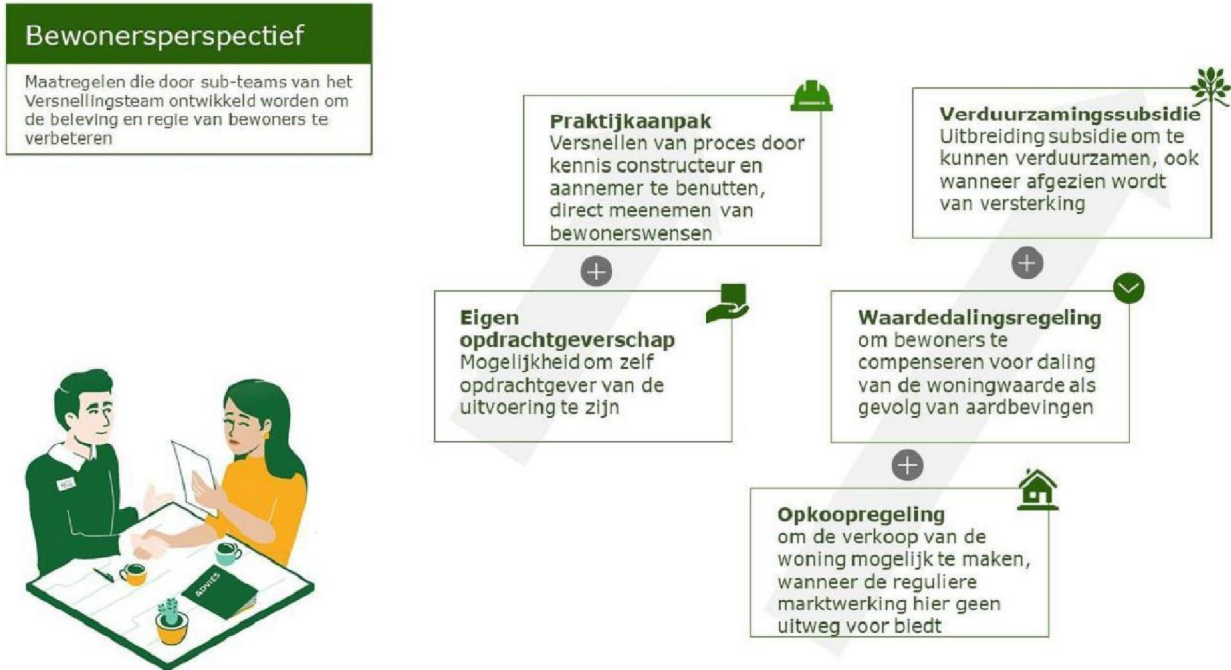 Bewonersperspectief
Maatregelen die door sub-teams van het
Versnellingsteam ontwikkeld worden om
de beleving en regie van bewoners te
verbeteren
Praktijkaanpak
Versnellen van proces door
kennis constructeur en
aannemer te benutten,
direct meenemen van
bewonerswensen
Verduurzamingssubsidie
Uitbreiding subsidie om te
kunnen verduurzamen, ook
wanneer afgezien wordt
van versterking
Eigen
opdrachtgeverschap
Mogelijkheid om zelf
opdrachtgever van de
uitvoering te zijn
Waardedalingsregeling
om bewoners te
compenseren voor daling
van de woningwaarde als
gevolg van aardbevingen
Opkoopregeling
om de verkoop van de
woning mogelijk te maken,
wanneer de reguliere
marktwerking hier geen
uitweg voor biedt
ADVIES